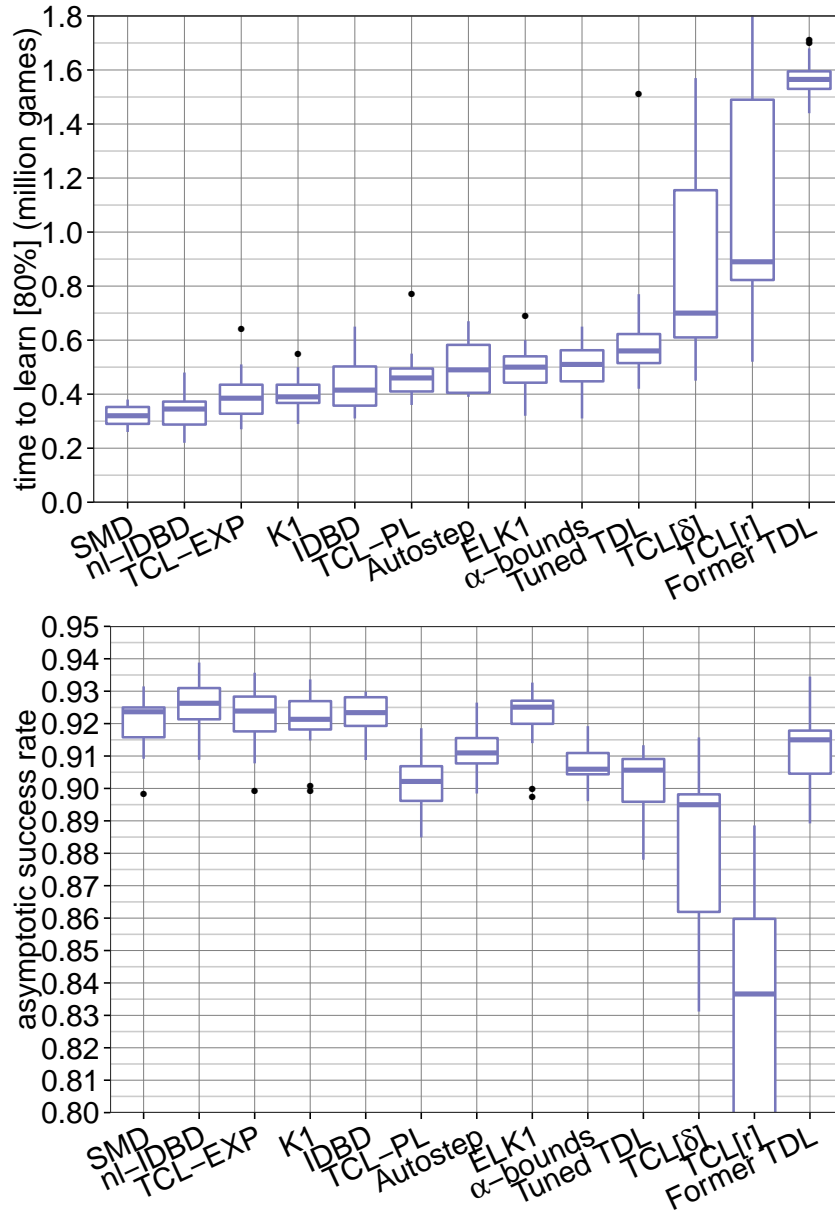 time to learn [80%] (million games)
1.8
1.6
1.4
1.2
1.0
0.8
0.6
0.4
0.2
0.0
SMD
nl−IDBD
TCL−EXP
K1
IDBD
TCL−PL
Autostep
ELK1
α−bounds
Tuned TDL
TCL[δ]
TCL[r]
Former TDL
asymptotic success rate
0.95
0.94
0.93
0.92
0.91
0.90
0.89
0.88
0.87
0.86
0.85
0.84
0.83
0.82
0.81
0.80
SMD
nl−IDBD
TCL−EXP
K1
IDBD
TCL−PL
Autostep
ELK1
α−bounds
Tuned TDL
TCL[δ]
TCL[r]
Former TDL